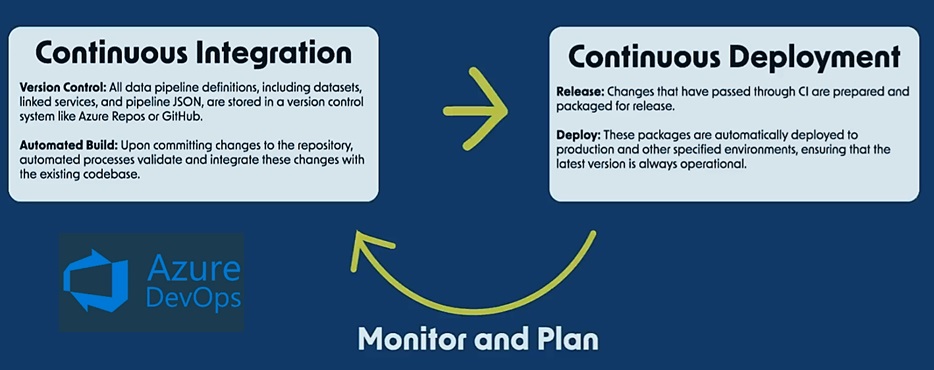 Continuous Integration
Version Control: All data pipeline definitions, including datasets,
linked services, and pipeline JSON, are stored in a version control
system like Azure Repos or GitHub.
Automated Build: Upon committing changes to the repository,
automated processes validate and integrate these changes with
the existing codebase.
Continuous Deployment
Release: Changes that have passed through CI are prepared and
packaged for release.
Deploy: These packages are automatically deployed to
production and other specified environments, ensuring that the
latest version is always operational.
Azure
DevOps
Monitor and Plan